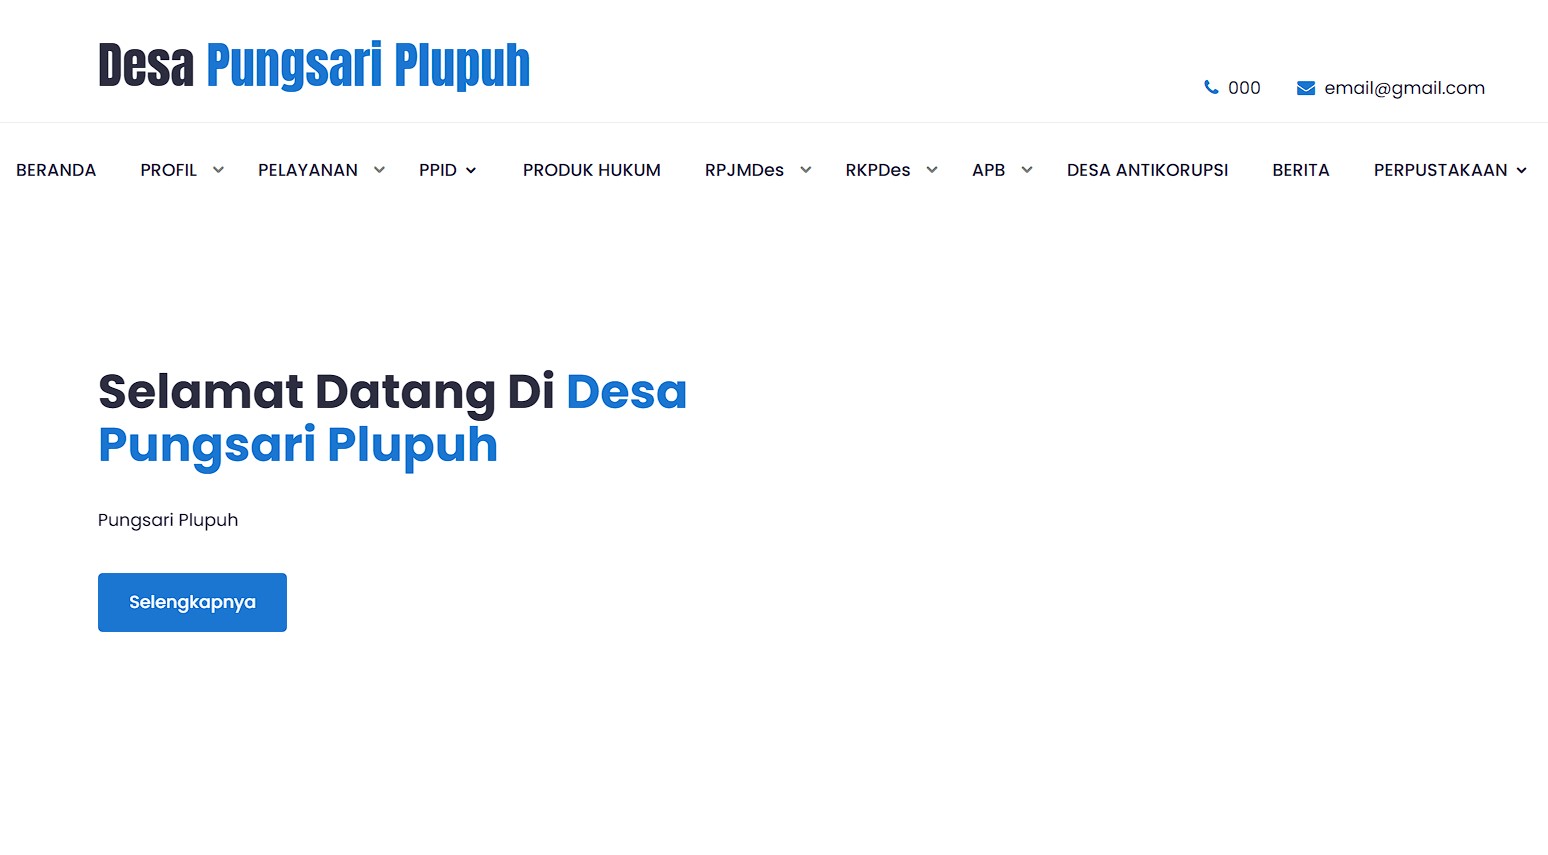 Desa Pungsari Plupuh
000 email@gmail.com
BERANDA PROFIL PELAYANAN PPID PRODUK HUKUM RPJMDes RKPDes APB DESA ANTIKORUPSI BERITA PERPUSTAKAAN
Selamat Datang Di Desa
Pungsari Plupuh
Pungsari Plupuh
Selengkapnya